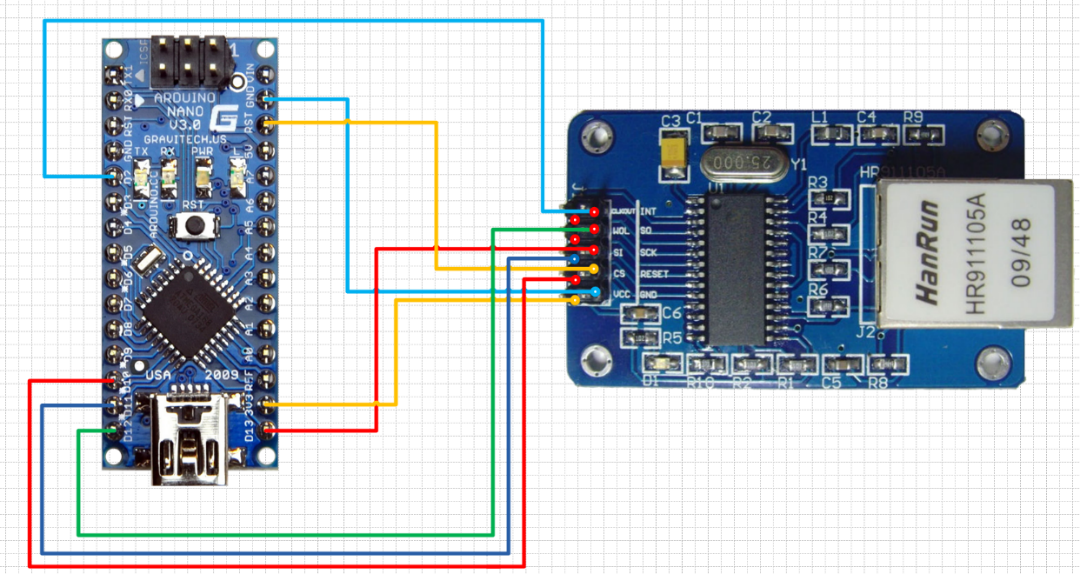 1
ICSP
TX1
RX0
RST
GND
D2
D3
D4
D5
D6
D7
D8
D9
D10
D11
D12
VIN
GND
RST
5V
A7
A6
A5
A4
A3
A2
A1
A0
REF
3V3
D13
ARDUINO
NANO
V3.0
G
GRAVITECH.US
TX RX PWR
ARDUINO.CC
RST
USA 2009
C3
C1
C2
L1
C4
R9
25.000
Y1
U1
CLKOUT INT
WOL SO
SI SCK
CS RESET
VCC GND
R3
R4
R7
R6
C6
R5
J2
R10
R2
R1
C5
R8
HR911105A
HanRun
HR911105A
09/48